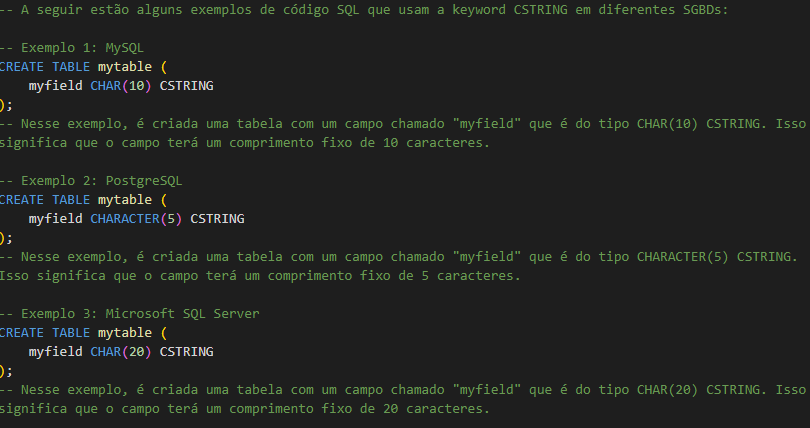 -- A seguir estão alguns exemplos de código SQL que usam a keyword CSTRING em diferentes SGBDs:
-- Exemplo 1: MySQL
CREATE TABLE mytable (
myfield CHAR(10) CSTRING
);
-- Nesse exemplo, é criada uma tabela com um campo chamado "myfield" que é do tipo CHAR(10) CSTRING. Isso
significa que o campo terá um comprimento fixo de 10 caracteres.
-- Exemplo 2: PostgreSQL
CREATE TABLE mytable (
myfield CHARACTER(5) CSTRING
);
-- Nesse exemplo, é criada uma tabela com um campo chamado "myfield" que é do tipo CHARACTER(5) CSTRING.
Isso significa que o campo terá um comprimento fixo de 5 caracteres.
-- Exemplo 3: Microsoft SQL Server
CREATE TABLE mytable (
myfield CHAR(20) CSTRING
);
-- Nesse exemplo, é criada uma tabela com um campo chamado "myfield" que é do tipo CHAR(20) CSTRING. Isso
significa que o campo terá um comprimento fixo de 20 caracteres.